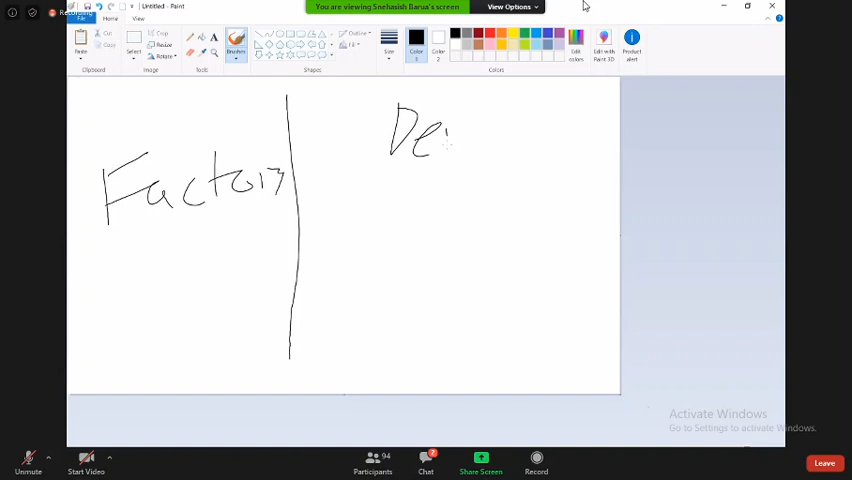 Recording
You are viewing Snehasish Barua's screen
View Options
Untitled - Paint
File
Home
View
Paste
Cut
Copy
Clipboard
Select
Crop
Resize
Rotate
Image
Tools
Brushes
Shapes
Outline
Fill
Size
Color
1
Color
2
Colors
Edit
colors
Edit with
Paint 3D
Product
alert
Factors
De
Activate Windows
Go to Settings to activate Windows.
Unmute
Start Video
94
Participants
2
Chat
Share Screen
Record
Leave